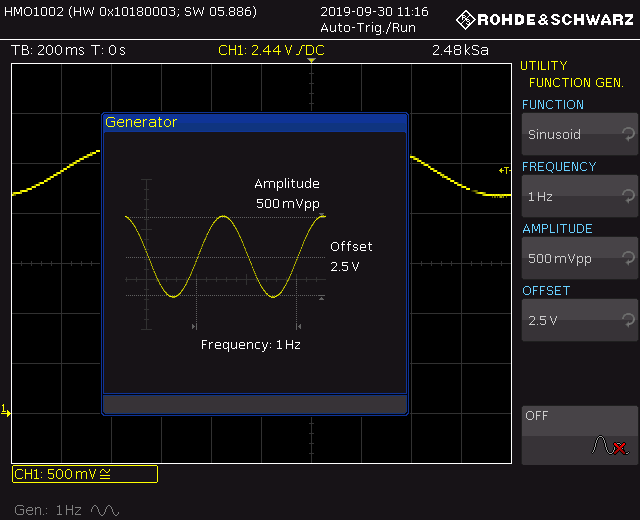 HMO1002 (HW 0x10180003; SW 05.886)
2019-09-30 11:16
Auto-Trig./Run
ROHDE&SCHWARZ
TB: 200 ms T: 0 s
CH1: 2.44 V / DC
2.48 kSa
UTILITY
FUNCTION GEN.
FUNCTION
Sinusoid
FREQUENCY
1 Hz
AMPLITUDE
500 mVpp
OFFSET
2.5 V
OFF
Generator
Amplitude
500 mVpp
Offset
2.5 V
Frequency: 1 Hz
T
1
CH1: 500 mV ≅
Gen.: 1 Hz